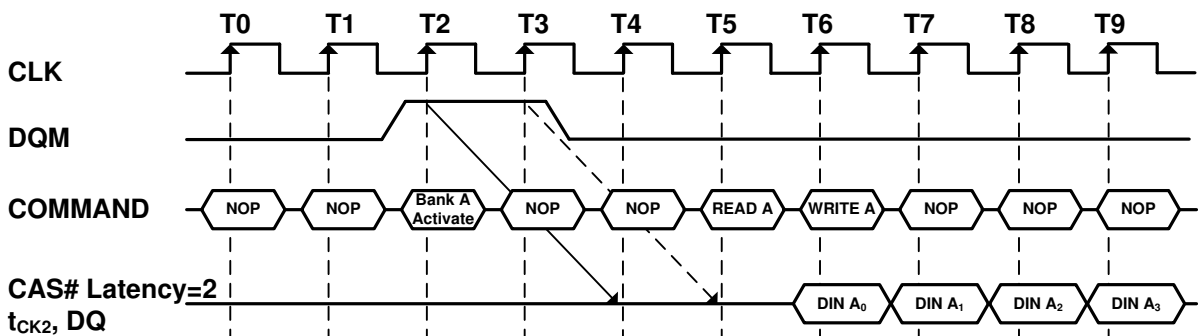 T0 T1 T2 T3 T4 T5 T6 T7 T8 T9
CLK
DQM
COMMAND NOP NOP Bank A Activate NOP NOP READ A WRITE A NOP NOP NOP
CAS# Latency=2
tCK2, DQ DIN A0 DIN A1 DIN A2 DIN A3